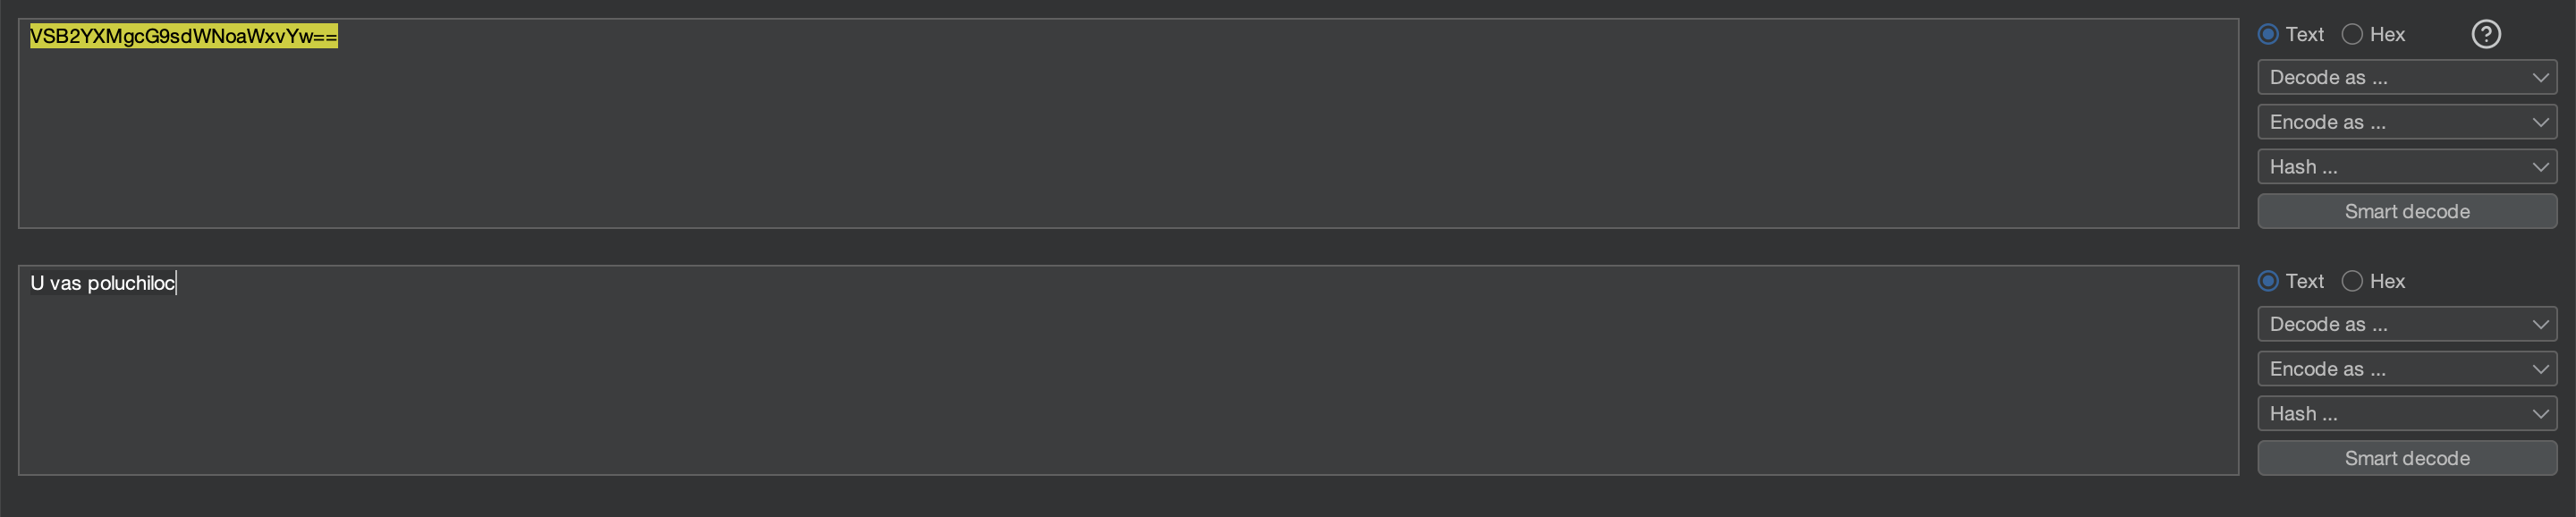 VSB2YXMgcG9sdWNoaWxvYw==
Text Hex ?
Decode as ...
Encode as ...
Hash ...
Smart decode
U vas poluchiloc
Text Hex
Decode as ...
Encode as ...
Hash ...
Smart decode